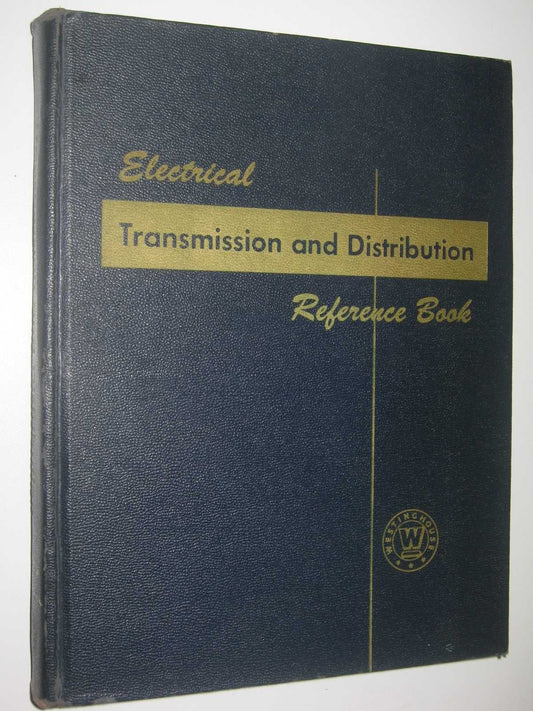 Electrical
Transmission and Distribution
Reference Book
WESTINGHOUSE
W